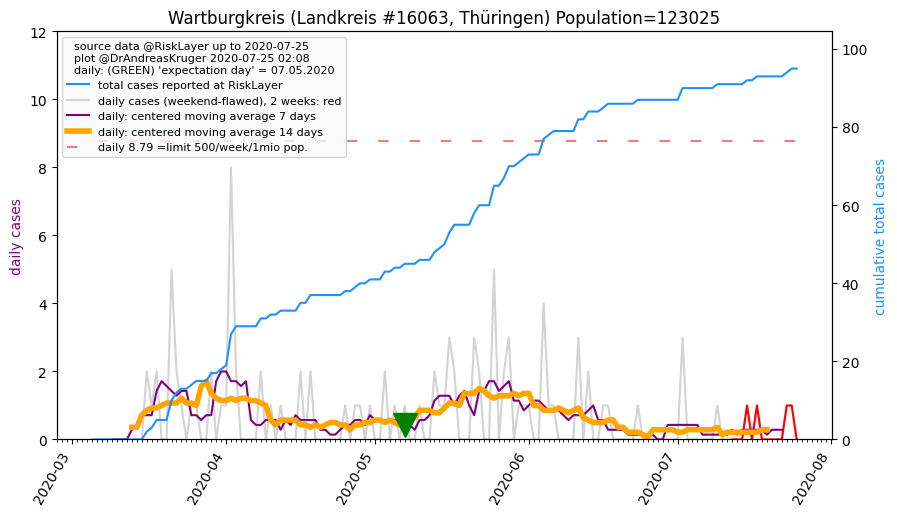 Wartburgkreis (Landkreis #16063, Thüringen) Population=123025
source data @RiskLayer up to 2020-07-25
plot @DrAndreasKruger 2020-07-25 02:08
daily: (GREEN) 'expectation day' = 07.05.2020
total cases reported at RiskLayer
daily cases (weekend-flawed), 2 weeks: red
daily: centered moving average 7 days
daily: centered moving average 14 days
daily 8.79 =limit 500/week/1mio pop.
daily cases
12
10
8
6
4
2
0
100
80
60
40
20
0
cumulative total cases
2020-03
2020-04
2020-05
2020-06
2020-07
2020-08